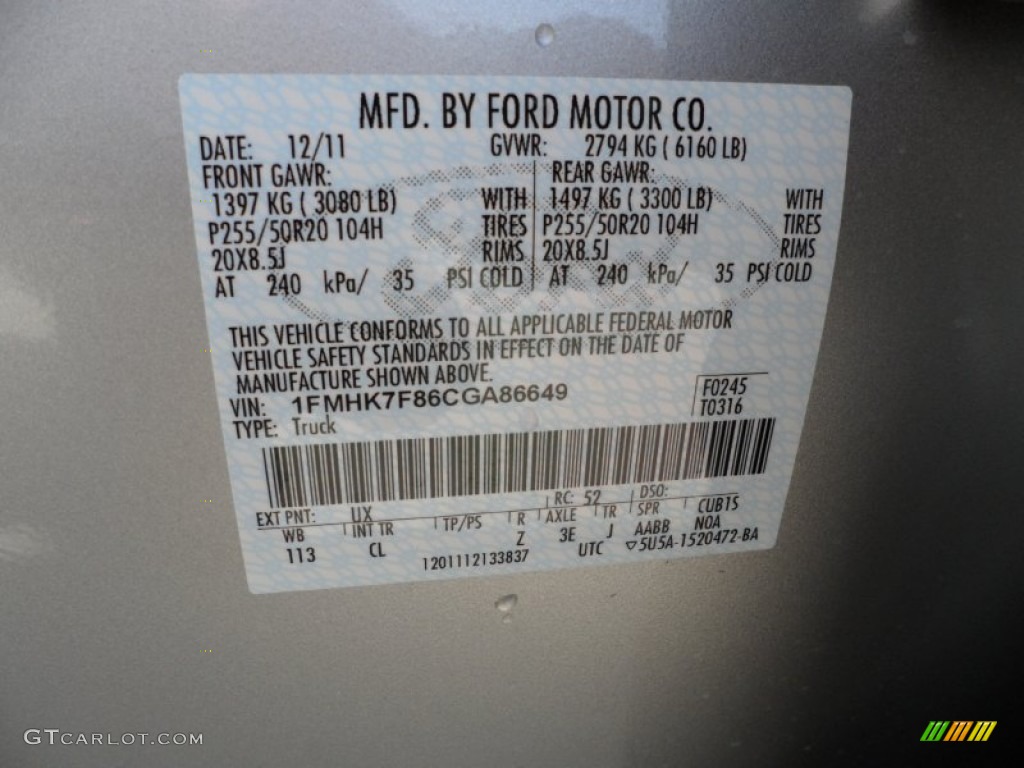 MFD. BY FORD MOTOR CO.
DATE: 12/11 GVWR: 2794 KG ( 6160 LB)
FRONT GAWR: REAR GAWR:
1397 KG ( 3080 LB) WITH 1497 KG ( 3300 LB) WITH
P255/50R20 104H TIRES P255/50R20 104H TIRES
20X8.5J RIMS 20X8.5J RIMS
AT 240 kPa/ 35 PSI COLD AT 240 kPa/ 35 PSI COLD
THIS VEHICLE CONFORMS TO ALL APPLICABLE FEDERAL MOTOR
VEHICLE SAFETY STANDARDS IN EFFECT ON THE DATE OF
MANUFACTURE SHOWN ABOVE.
VIN: 1FMHK7F86CGA86649 F0245
TYPE: Truck T0316
EXT PNT: UX RC: 52 DSO:
WB INT TR TP/PS R AXLE TR SPR CUB1S
113 CL Z 3E J AABB NOA
1201112133837 UTC ▽5U5A-1520472-BA
GTCARLOT.COM